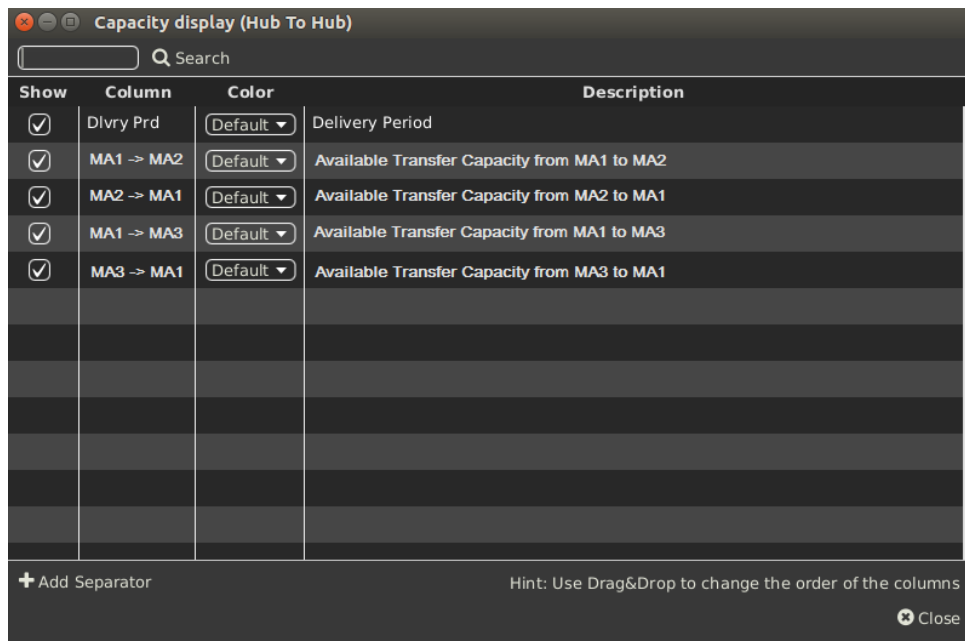 Capacity display (Hub To Hub)
Search
Show Column Color Description
Dlvry Prd Default Delivery Period
MA1 -> MA2 Default Available Transfer Capacity from MA1 to MA2
MA2 -> MA1 Default Available Transfer Capacity from MA2 to MA1
MA1 -> MA3 Default Available Transfer Capacity from MA1 to MA3
MA3 -> MA1 Default Available Transfer Capacity from MA3 to MA1
Add Separator Hint: Use Drag&Drop to change the order of the columns
Close